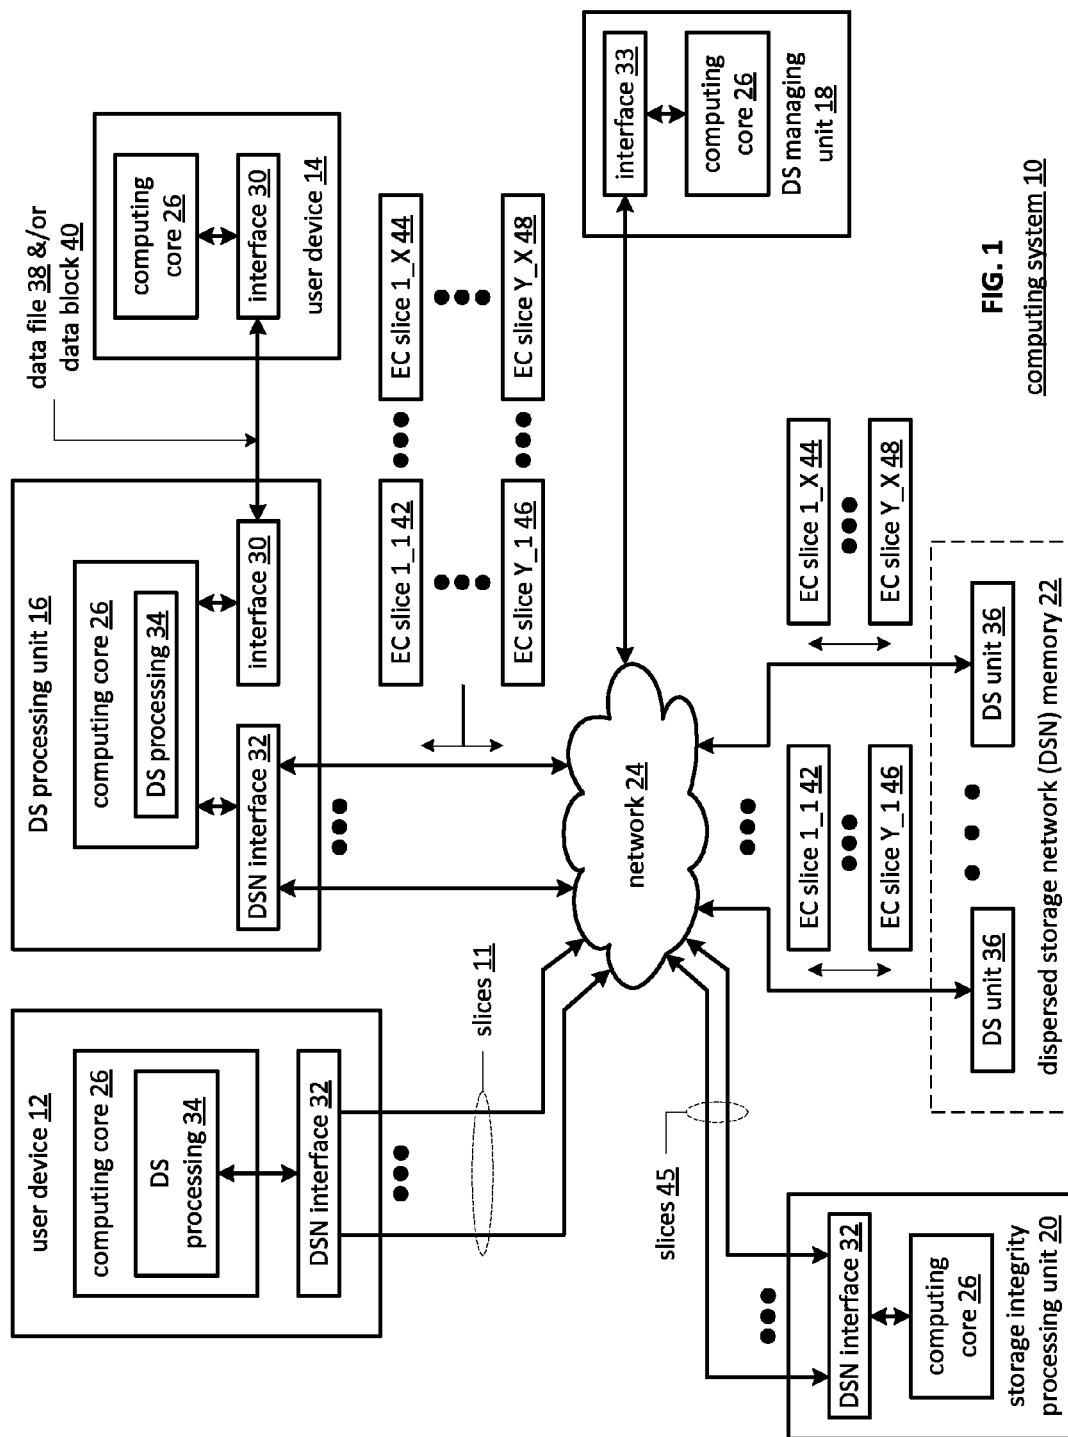 user device 12
computing core 26
DS
processing 34
DSN interface 32
slices 11
DS processing unit 16
computing core 26
DS processing 34
DSN interface 32
interface 30
data file 38 &/or
data block 40
computing
core 26
interface 30
user device 14
EC slice 1_1 42
EC slice 1_X 44
EC slice Y_1 46
EC slice Y_X 48
network 24
interface 33
computing
core 26
DS managing
unit 18
slices 45
DSN interface 32
computing
core 26
storage integrity
processing unit 20
EC slice 1_1 42
EC slice Y_1 46
EC slice 1_X 44
EC slice Y_X 48
DS unit 36
DS unit 36
dispersed storage network (DSN) memory 22
FIG. 1
computing system 10